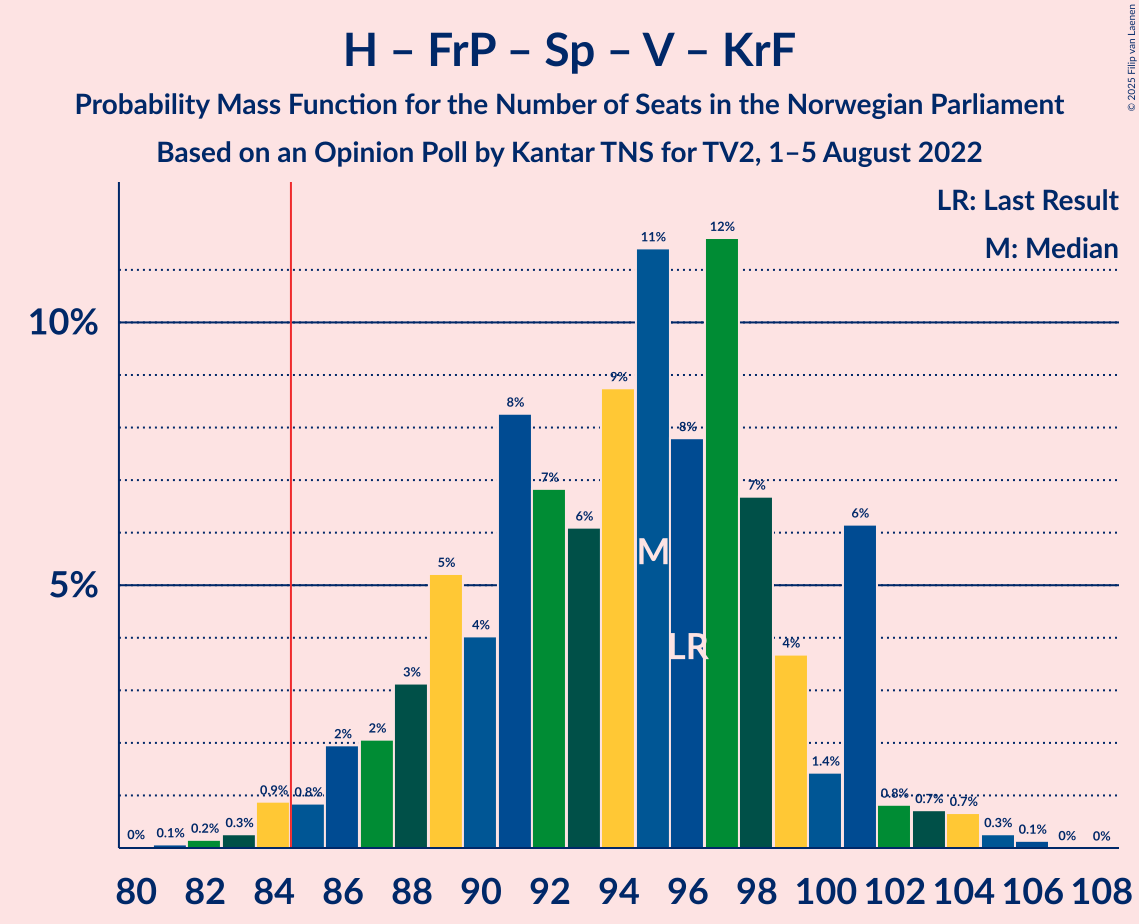 © 2025 Filip van Laenen
H – FrP – Sp – V – KrF
Probability Mass Function for the Number of Seats in the Norwegian Parliament
Based on an Opinion Poll by Kantar TNS for TV2, 1–5 August 2022
LR: Last Result
M: Median
10%
5%
0% 0.1% 0.2% 0.3% 0.9% 0.8% 2% 2% 3% 5% 4% 8% 7% 6% 9% 11% 8% 12% 7% 4% 1.4% 6% 0.8% 0.7% 0.7% 0.3% 0.1% 0% 0%
M
LR
80 82 84 86 88 90 92 94 96 98 100 102 104 106 108